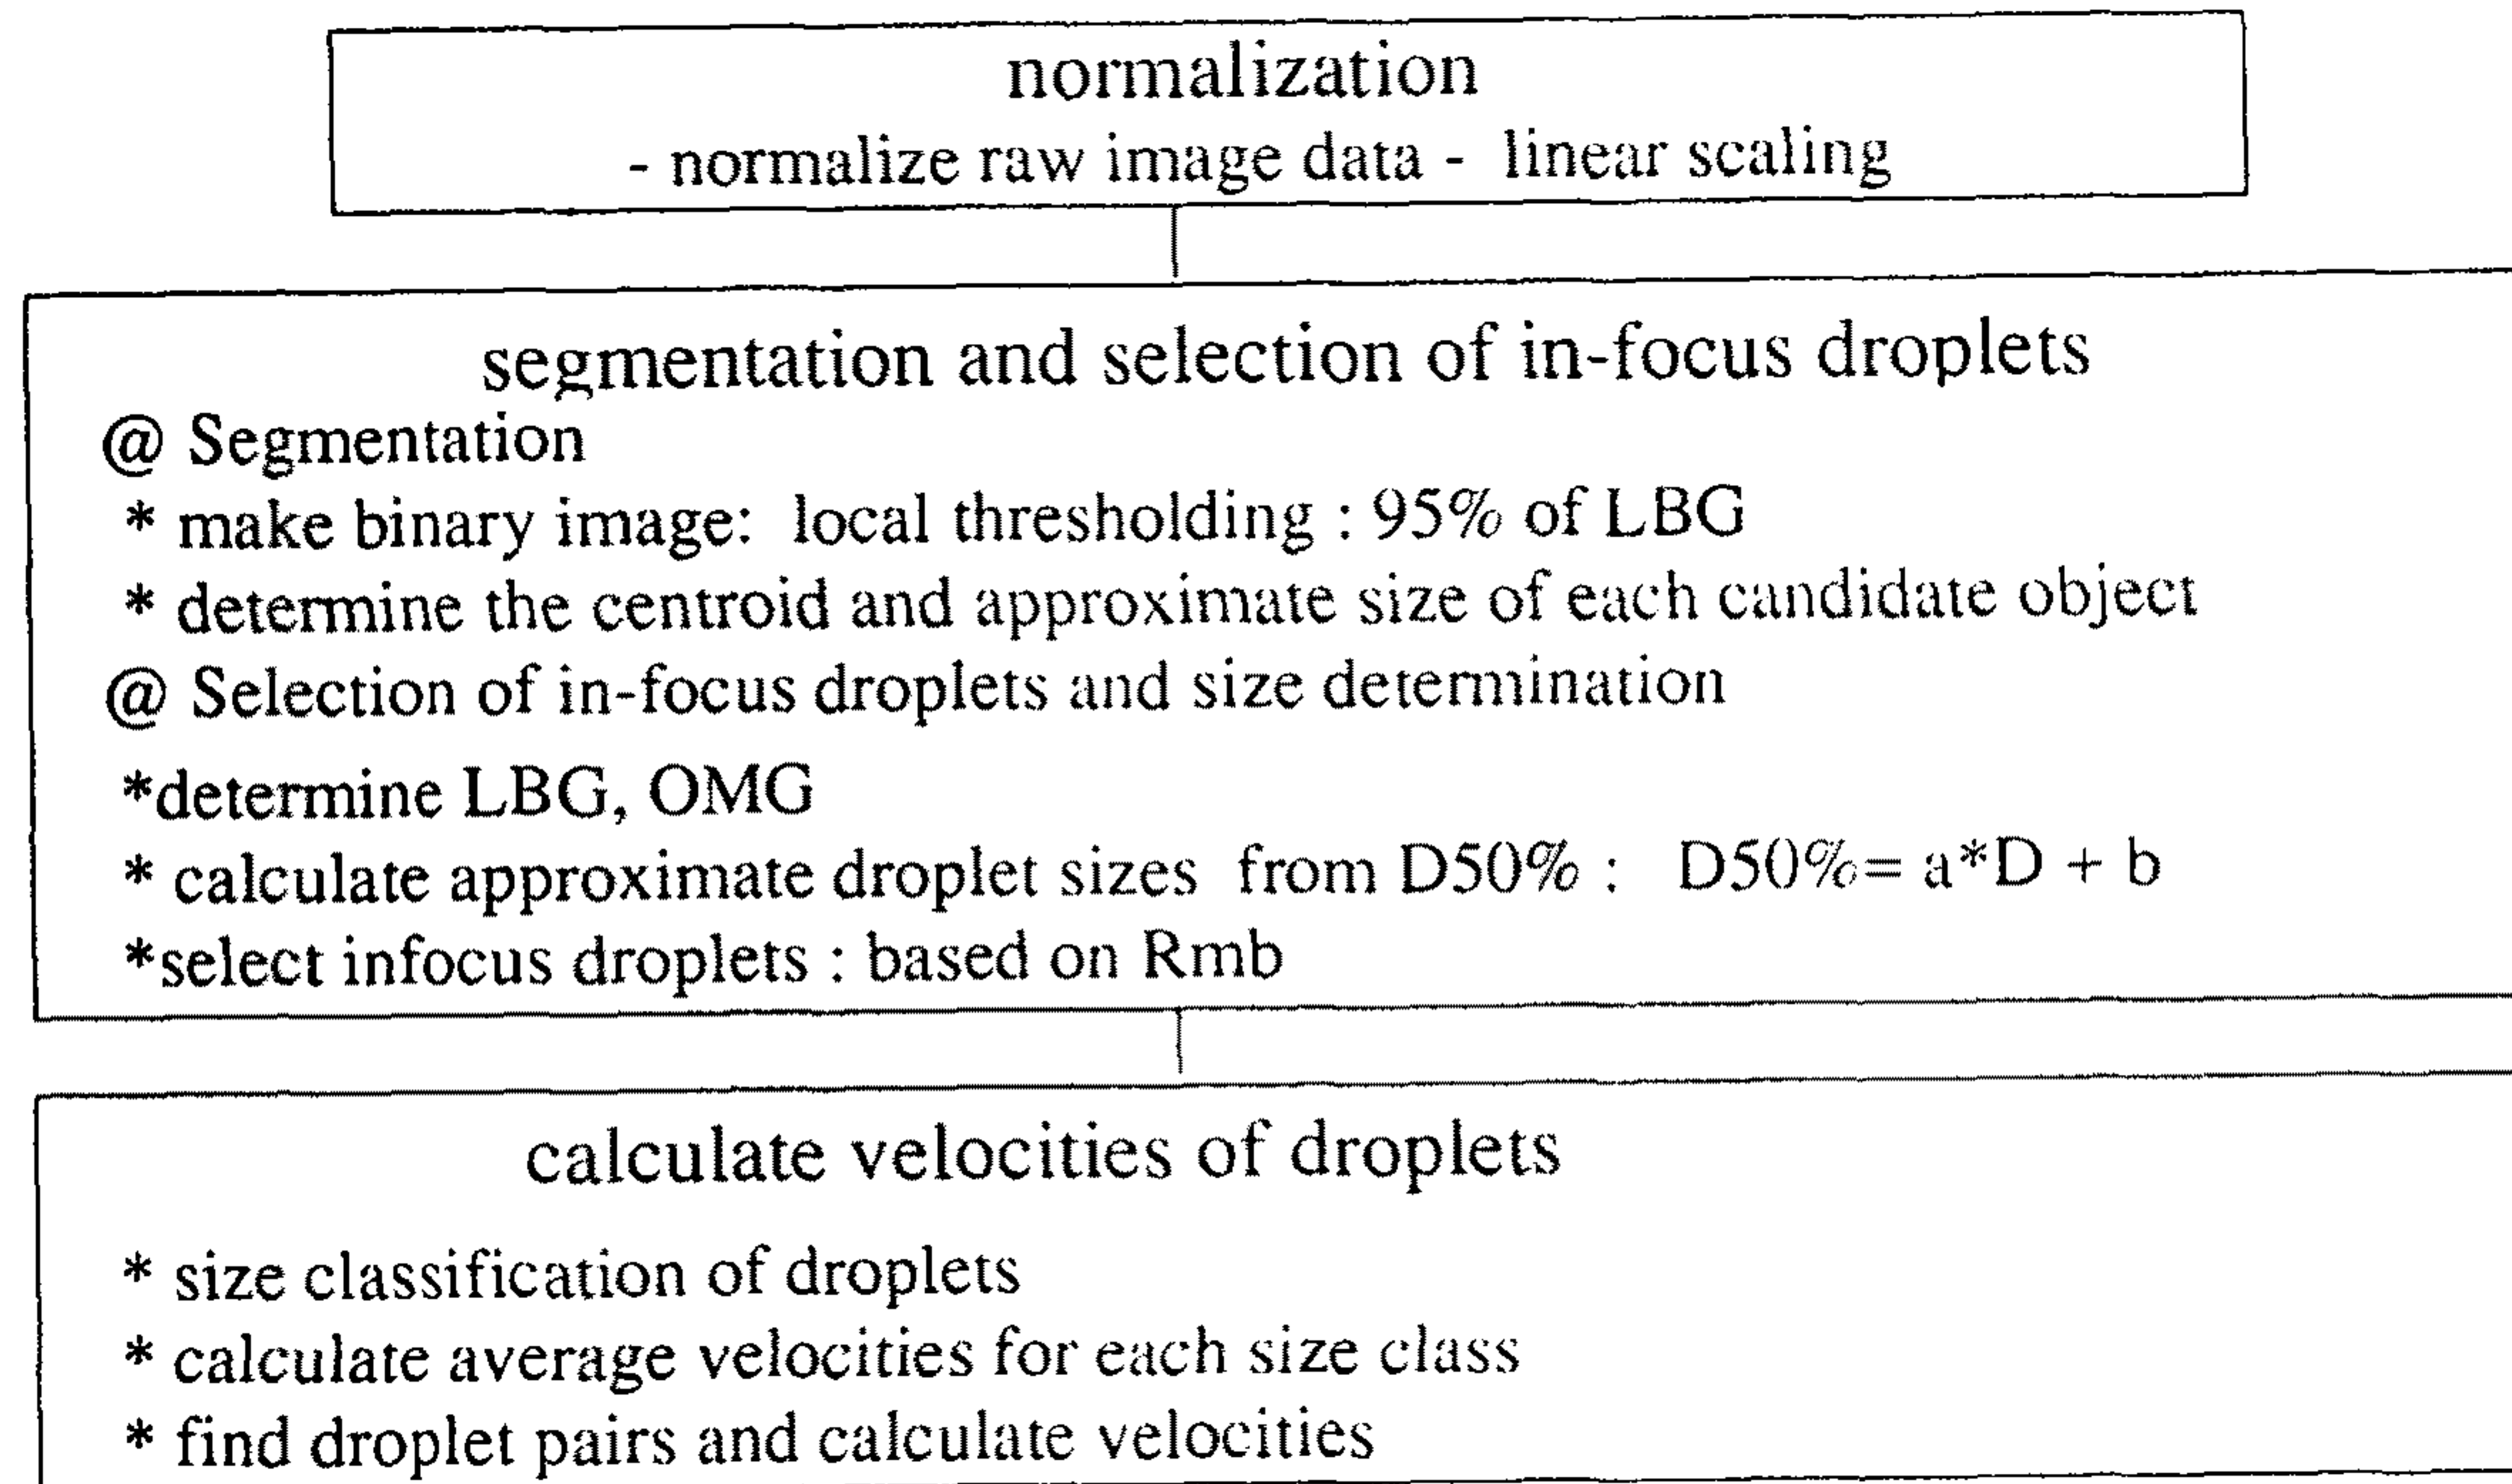 normalization
- normalize raw image data - linear scaling
segmentation and selection of in-focus droplets
@ Segmentation
* make binary image: local thresholding : 95% of LBG
* determine the centroid and approximate size of each candidate object
@ Selection of in-focus droplets and size determination
*determine LBG, OMG
* calculate approximate droplet sizes from D50% : D50%= a*D + b
*select infocus droplets : based on Rmb
calculate velocities of droplets
* size classification of droplets
* calculate average velocities for each size class
* find droplet pairs and calculate velocities